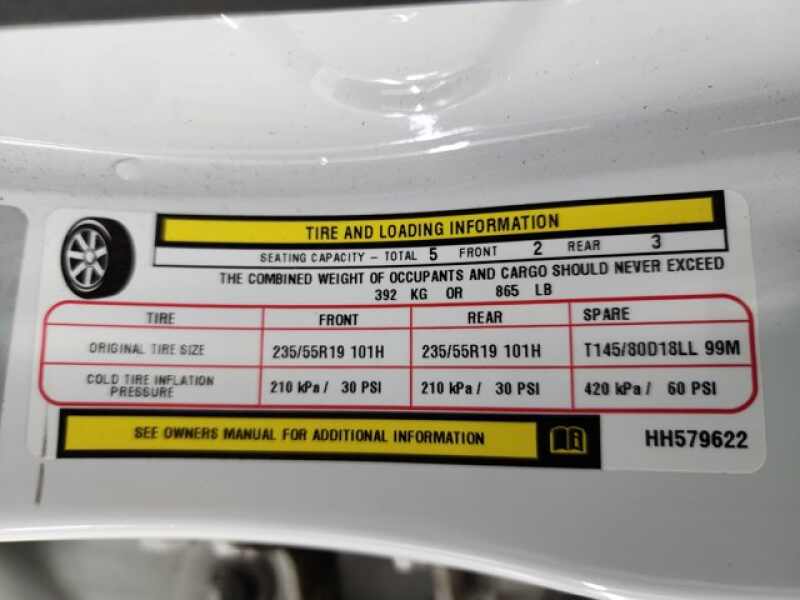 TIRE AND LOADING INFORMATION
SEATING CAPACITY – TOTAL 5 FRONT 2 REAR 3
THE COMBINED WEIGHT OF OCCUPANTS AND CARGO SHOULD NEVER EXCEED
392 KG OR 865 LB
TIRE FRONT REAR SPARE
ORIGINAL TIRE SIZE 235/55R19 101H 235/55R19 101H T145/80D18LL 99M
COLD TIRE INFLATION PRESSURE 210 kPa / 30 PSI 210 kPa / 30 PSI 420 kPa / 60 PSI
SEE OWNERS MANUAL FOR ADDITIONAL INFORMATION
HH579622